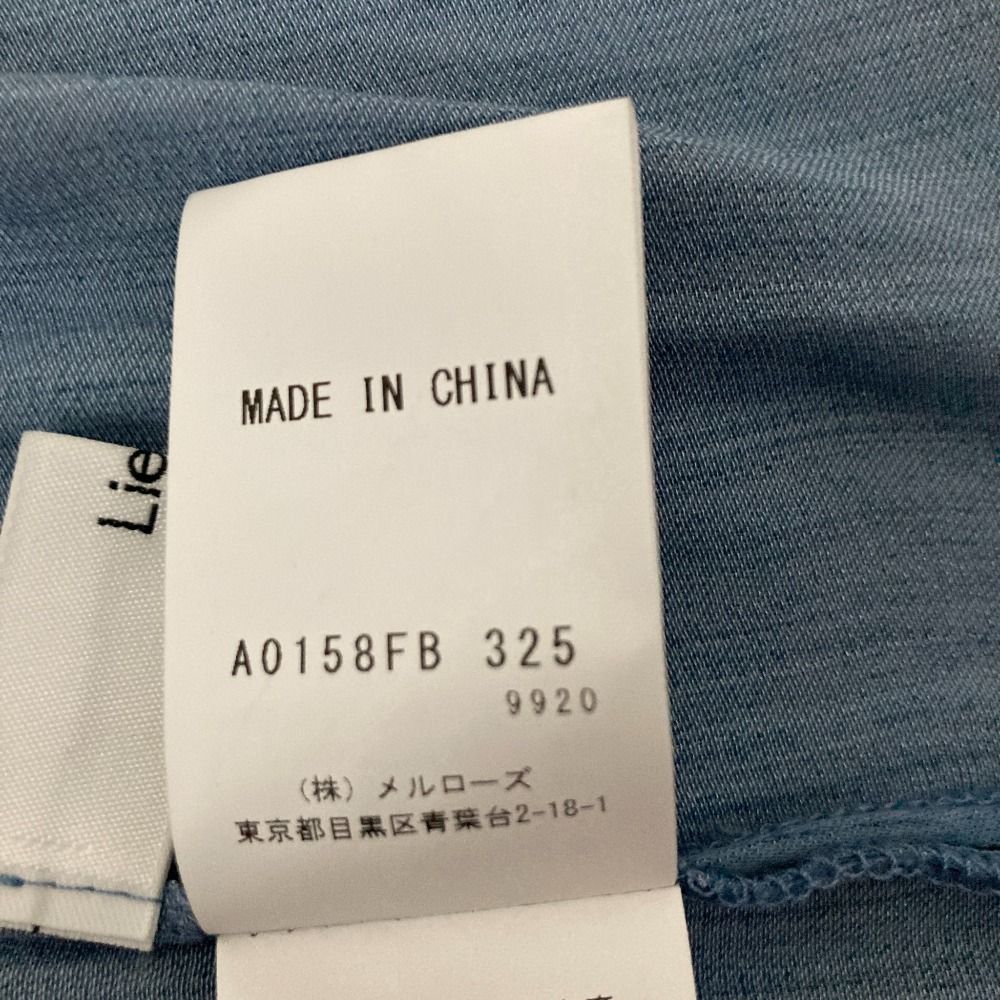 MADE IN CHINA
Lie
A0158FB 325
9920
(株)メルローズ
東京都目黒区青葉台2-18-1